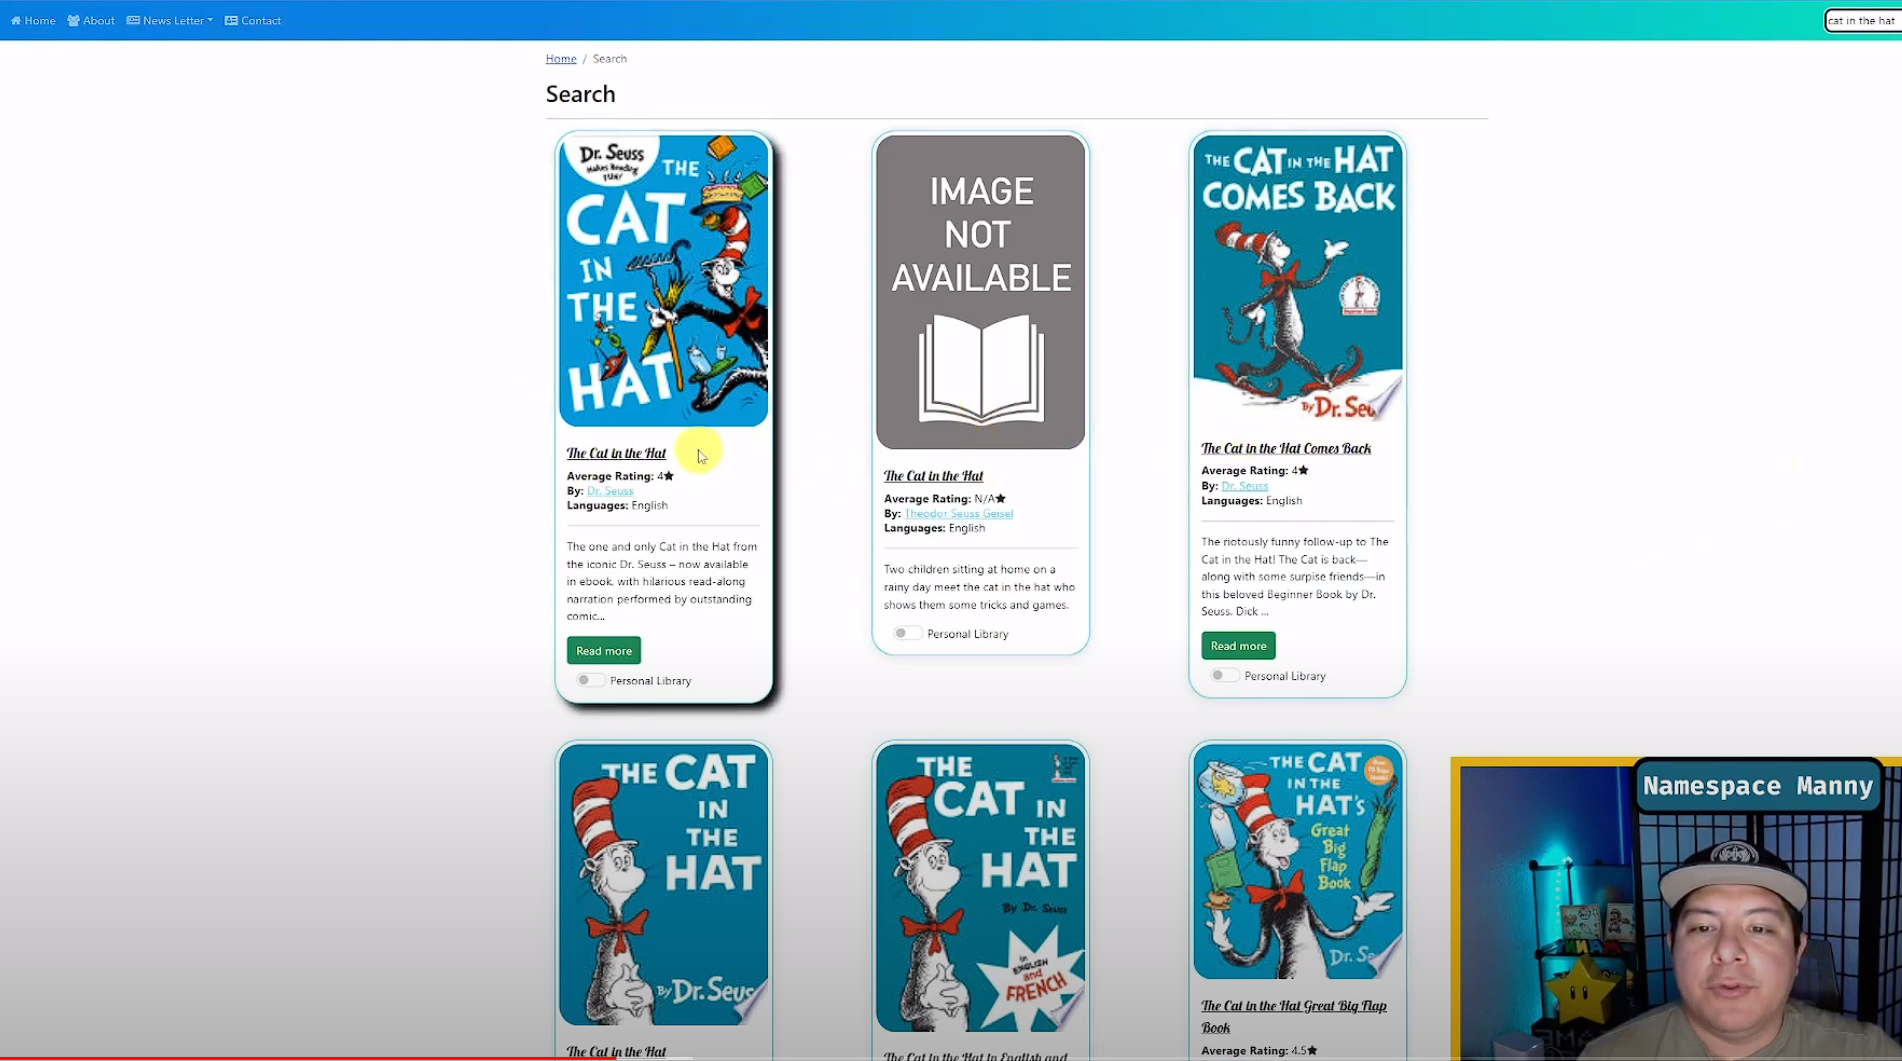 Home About News Letter Contact
cat in the hat
Home / Search
Search
Dr. Seuss
Makes Reading
FUN!
THE
CAT
IN
THE
HAT
The Cat in the Hat
Average Rating: 4★
By: Dr. Seuss
Languages: English
The one and only Cat in the Hat from
the iconic Dr. Seuss -- now available
in ebook, with hilarious read-along
narration performed by outstanding
comic...
Read more
Personal Library
IMAGE
NOT
AVAILABLE
The Cat in the Hat
Average Rating: N/A★
By: Theodor Seuss Geisel
Languages: English
Two children sitting at home on a
rainy day meet the cat in the hat who
shows them some tricks and games.
Personal Library
THE CAT IN THE HAT
COMES BACK
By Dr. Seu
The Cat in the Hat Comes Back
Average Rating: 4★
By: Dr. Seuss
Languages: English
The riotously funny follow-up to The
Cat in the Hat! The Cat is back—
along with some surpise friends—in
this beloved Beginner Book by Dr.
Seuss. Dick ...
Read more
Personal Library
THE CAT
IN
THE
HAT
By Dr. Seuss
The Cat in the Hat
THE
CAT IN
THE
HAT
By Dr. Seuss
in
ENGLISH
and
FRENCH
The Cat in the Hat in English and
THE CAT
IN THE
HAT'S
Great
Big
Flap
Book
Dr. Se
The Cat in the Hat Great Big Flap
Book
Average Rating: 4.5★
Namespace Manny